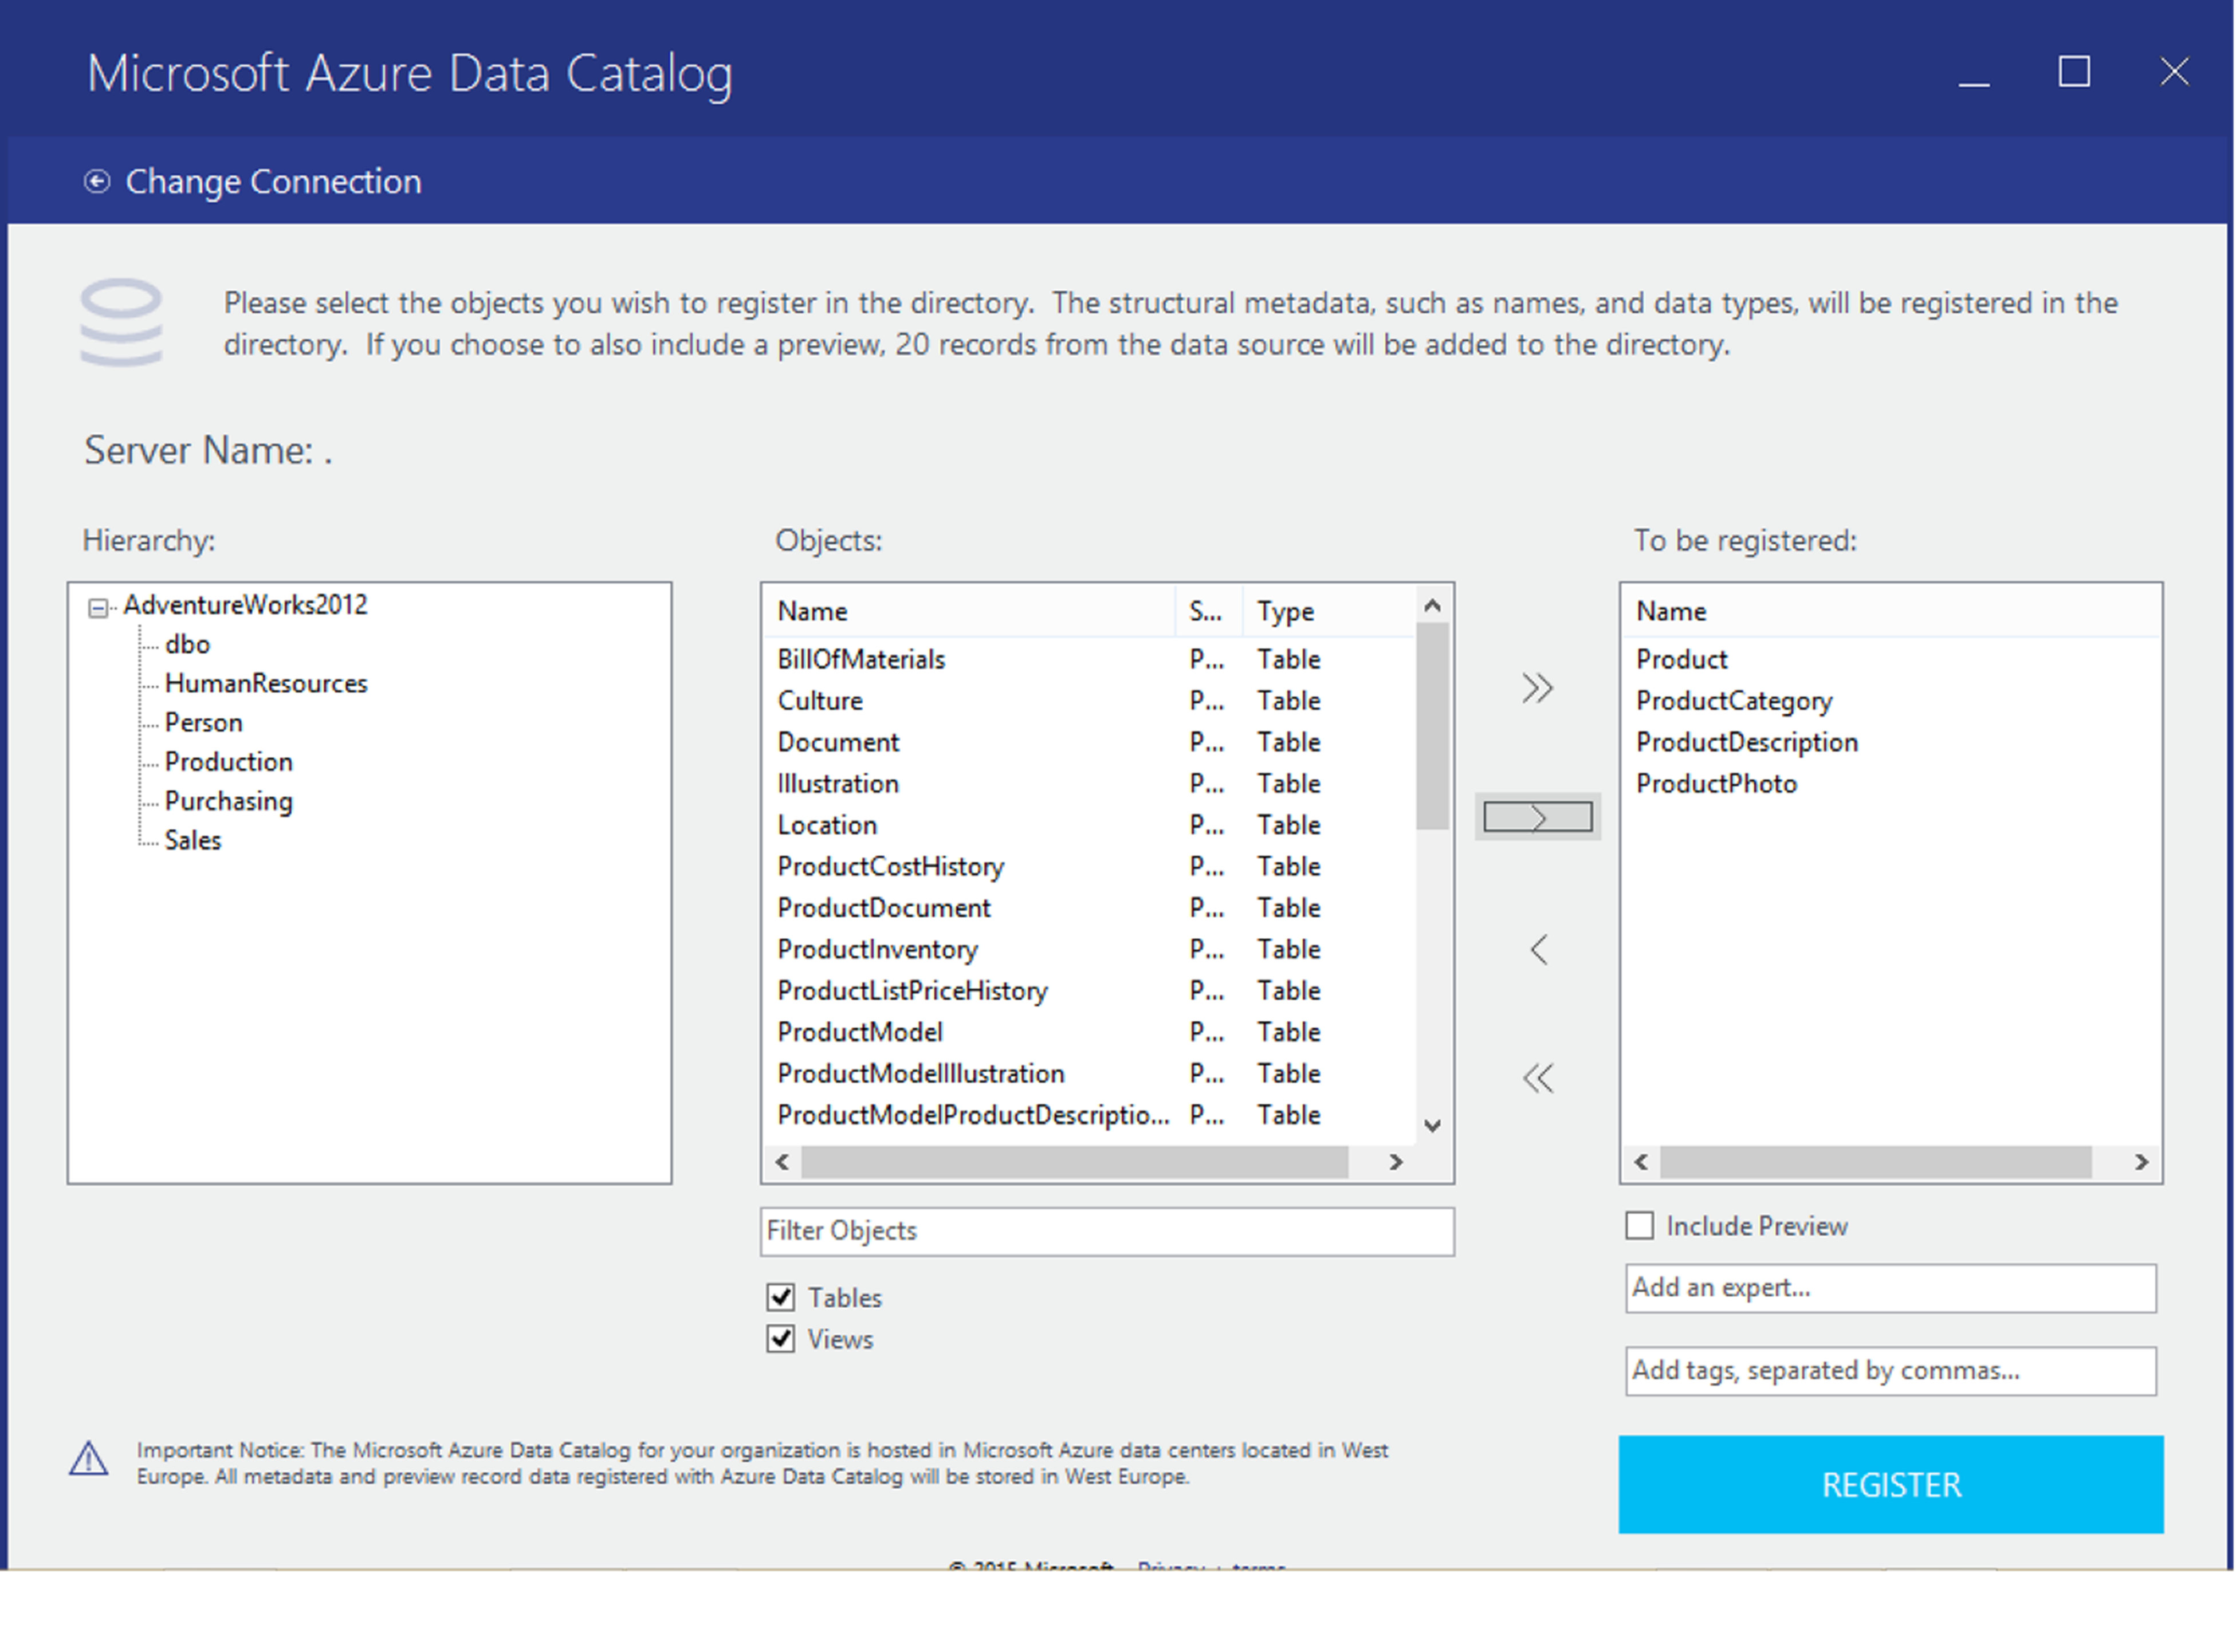 Microsoft Azure Data Catalog
Change Connection
Please select the objects you wish to register in the directory.  The structural metadata, such as names, and data types, will be registered in the
directory.  If you choose to also include a preview, 20 records from the data source will be added to the directory.
Server Name: .
Hierarchy:
AdventureWorks2012
dbo
HumanResources
Person
Production
Purchasing
Sales
Objects:
Name S... Type
BillOfMaterials P... Table
Culture P... Table
Document P... Table
Illustration P... Table
Location P... Table
ProductCostHistory P... Table
ProductDocument P... Table
ProductInventory P... Table
ProductListPriceHistory P... Table
ProductModel P... Table
ProductModelIllustration P... Table
ProductModelProductDescriptio... P... Table
Filter Objects
Tables
Views
To be registered:
Name
Product
ProductCategory
ProductDescription
ProductPhoto
Include Preview
Add an expert...
Add tags, separated by commas...
REGISTER
Important Notice: The Microsoft Azure Data Catalog for your organization is hosted in Microsoft Azure data centers located in West
Europe. All metadata and preview record data registered with Azure Data Catalog will be stored in West Europe.
© 2015 Microsoft Privacy + terms